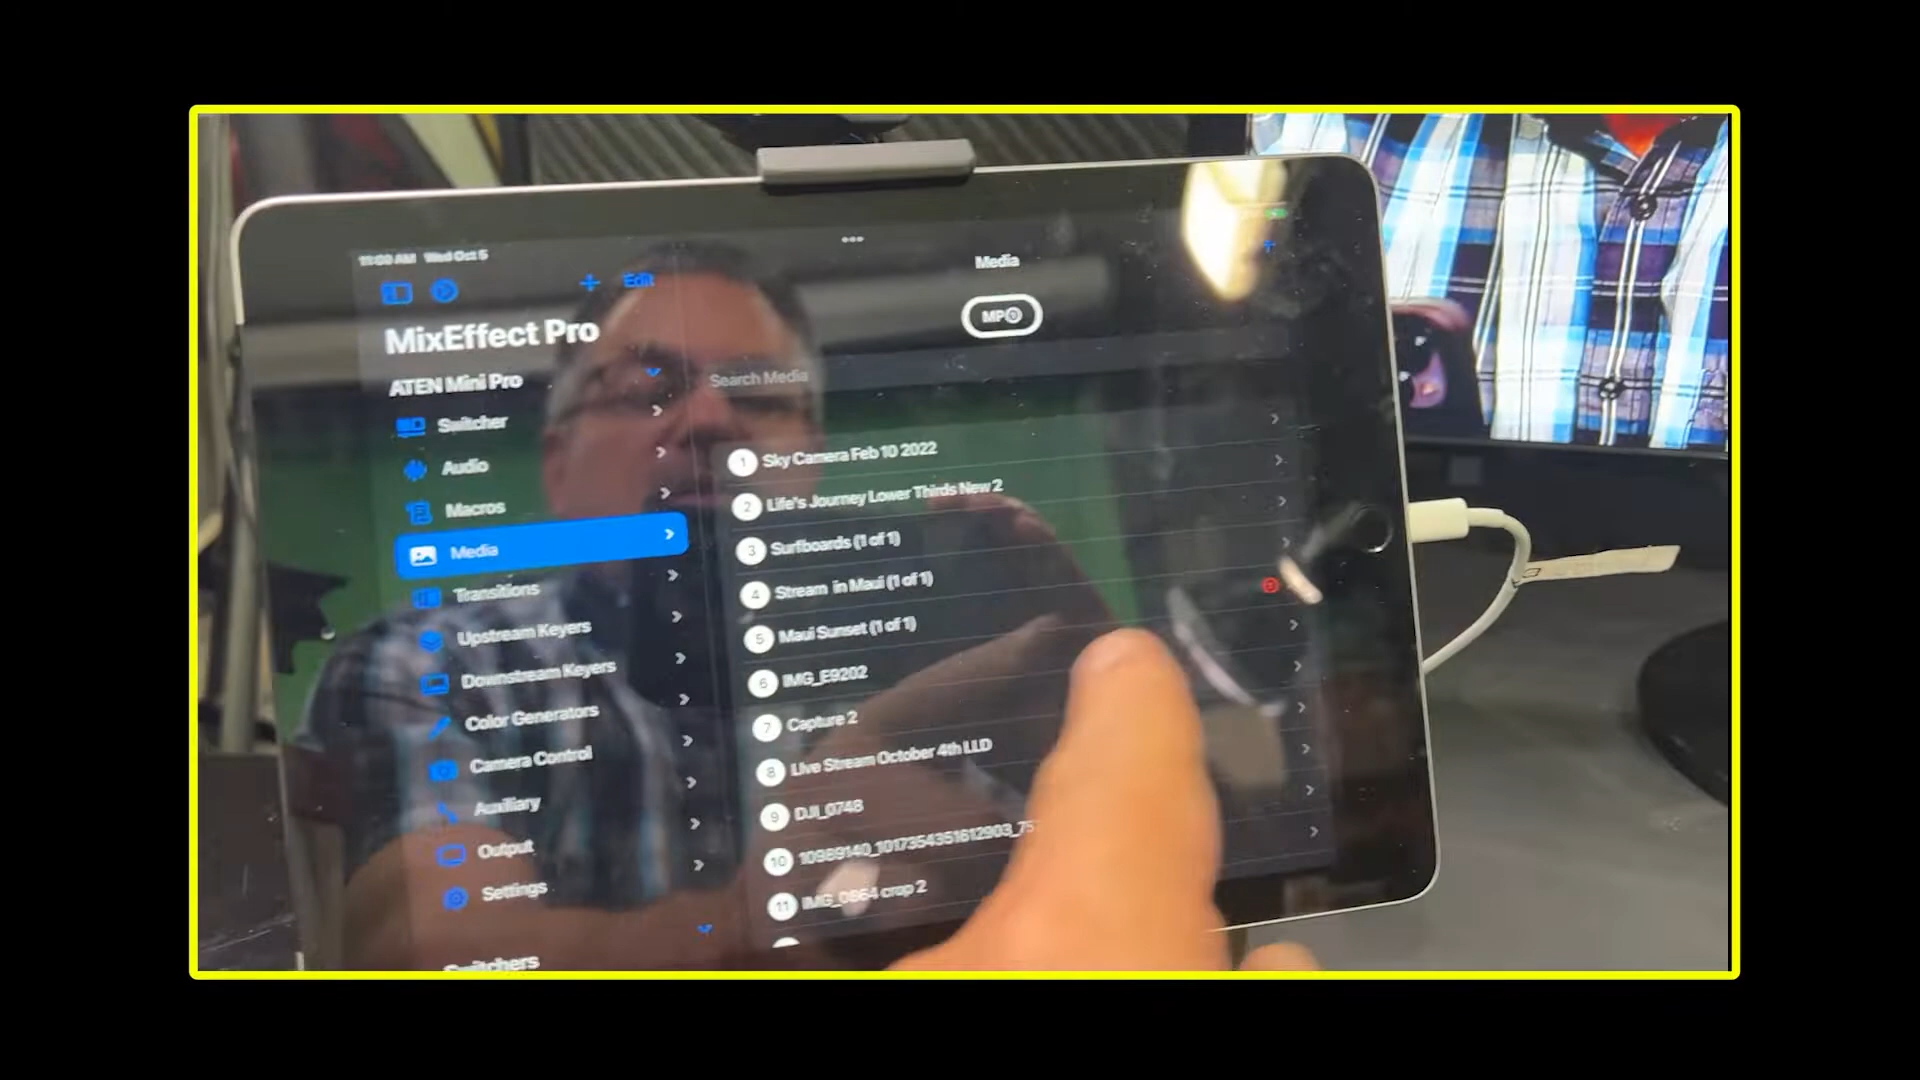 11:00 AM Wed Oct 5
Edit
MixEffect Pro
ATEN Mini Pro
Switcher
Audio
Macros
Media
Transitions
Upstream Keyers
Downstream Keyers
Color Generators
Camera Control
Auxiliary
Output
Settings
Switchers
Media
MP
Search Media
1 Sky Camera Feb 10 2022
2 Life's Journey Lower Thirds New 2
3 Surfboards (1 of 1)
4 Stream in Maui (1 of 1)
5 Maui Sunset (1 of 1)
6 IMG_E9202
7 Capture 2
8 Live Stream October 4th LLD
9 DJI_0748
10
11 crop 2